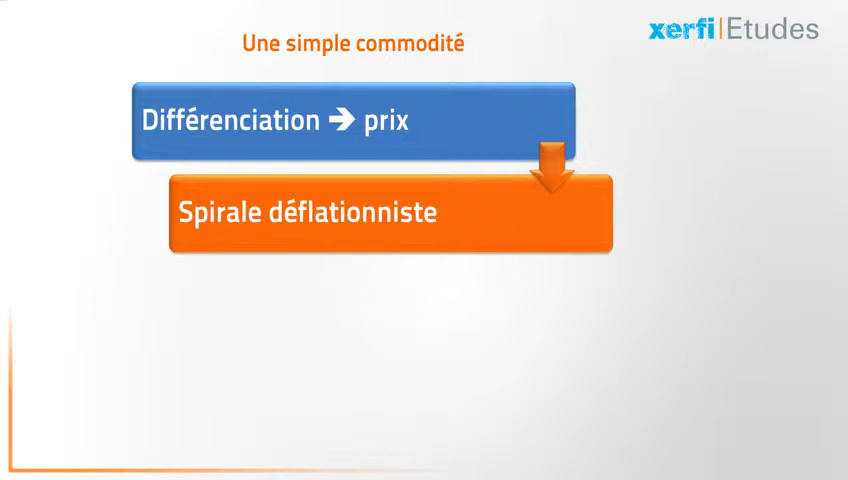 xerfi|Etudes
Une simple commodité
Différenciation ➔ prix
Spirale déflationniste